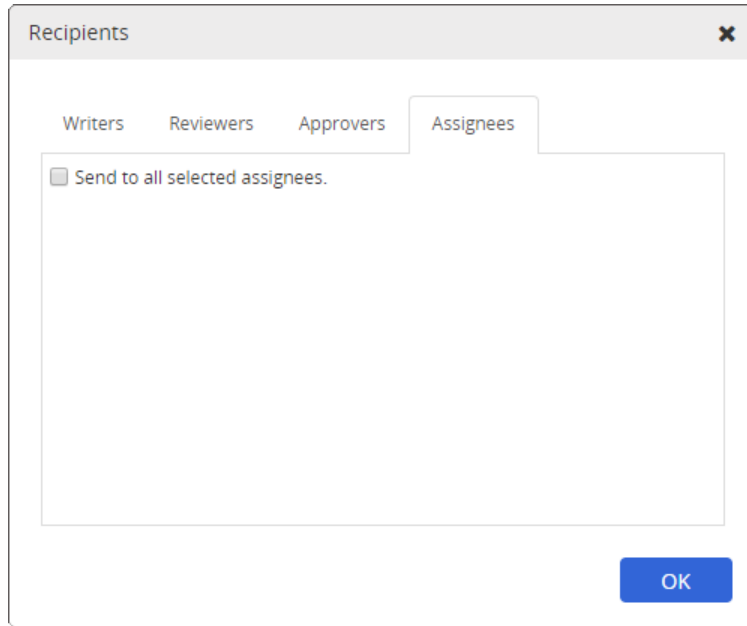 Recipients
Writers Reviewers Approvers Assignees
Send to all selected assignees.
OK